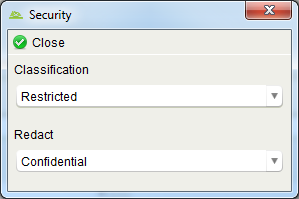 Security
Close
Classification
Restricted
Redact
Confidential